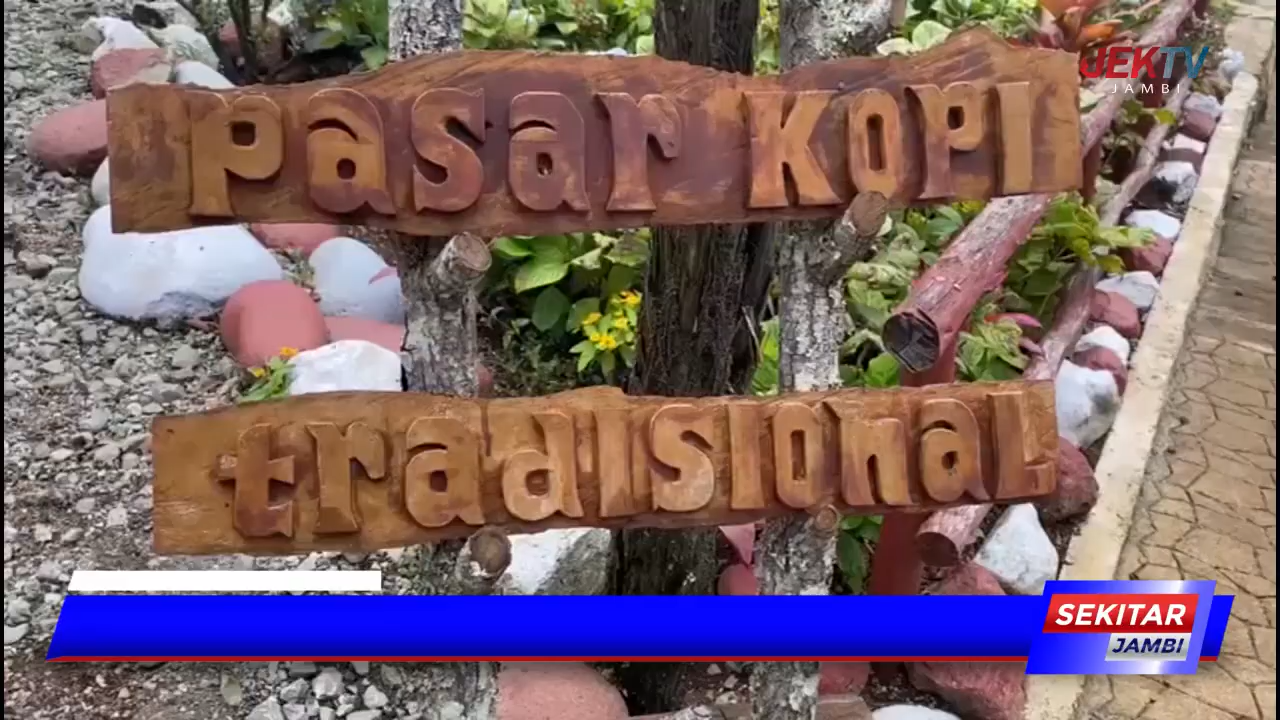 JEKTV
JAMBI
pasar KOPI
tradisional
SEKITAR
JAMBI